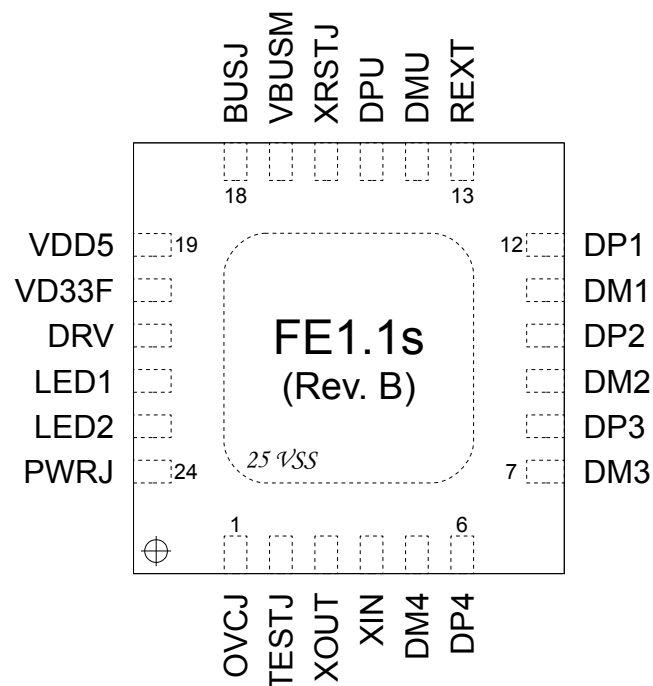 BUSJ
VBUSM
XRSTJ
DPU
DMU
REXT
18
13
VDD5
19
12
DP1
VD33F
DM1
DRV
DP2
FE1.1s
LED1
DM2
(Rev. B)
LED2
DP3
PWRJ
24
25 VSS
7
DM3
1
6
OVCJ
TESTJ
XOUT
XIN
DM4
DP4